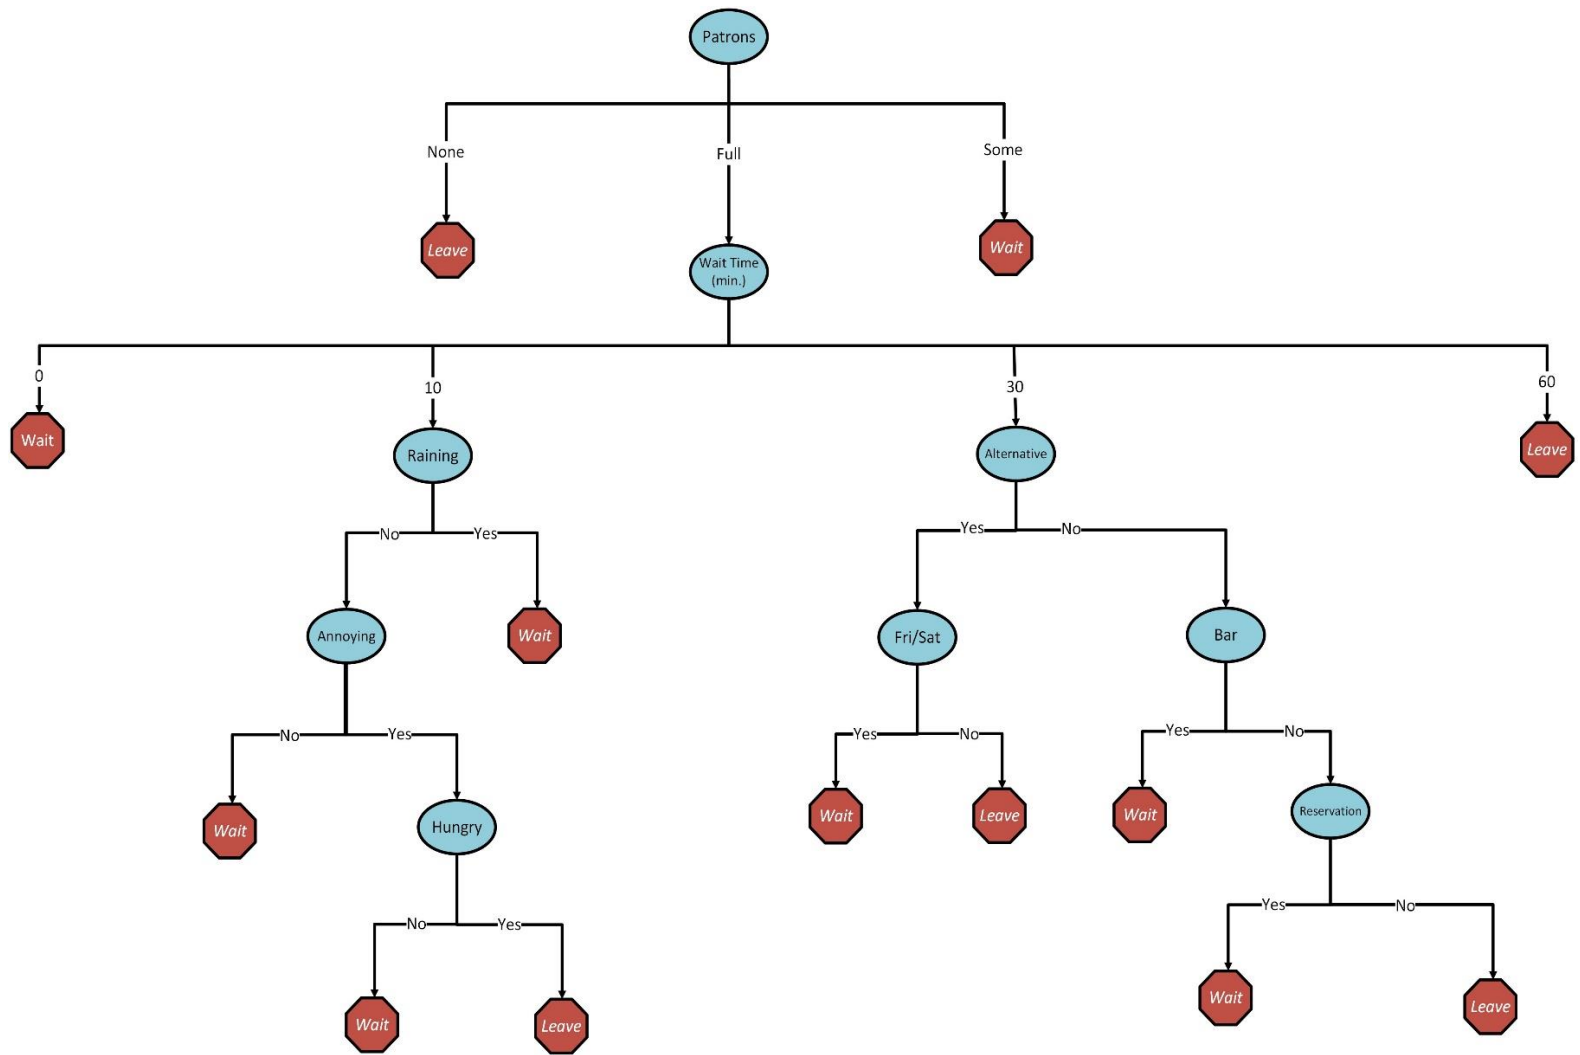 Patrons
None
Full
Some
Leave
Wait
Wait Time
(min.)
0
10
30
60
Wait
Raining
Alternative
Leave
No
Yes
Yes
No
Annoying
Wait
Fri/Sat
Bar
No
Yes
Yes
No
Yes
No
Wait
Hungry
Wait
Leave
Wait
Reservation
No
Yes
Yes
No
Wait
Leave
Wait
Leave